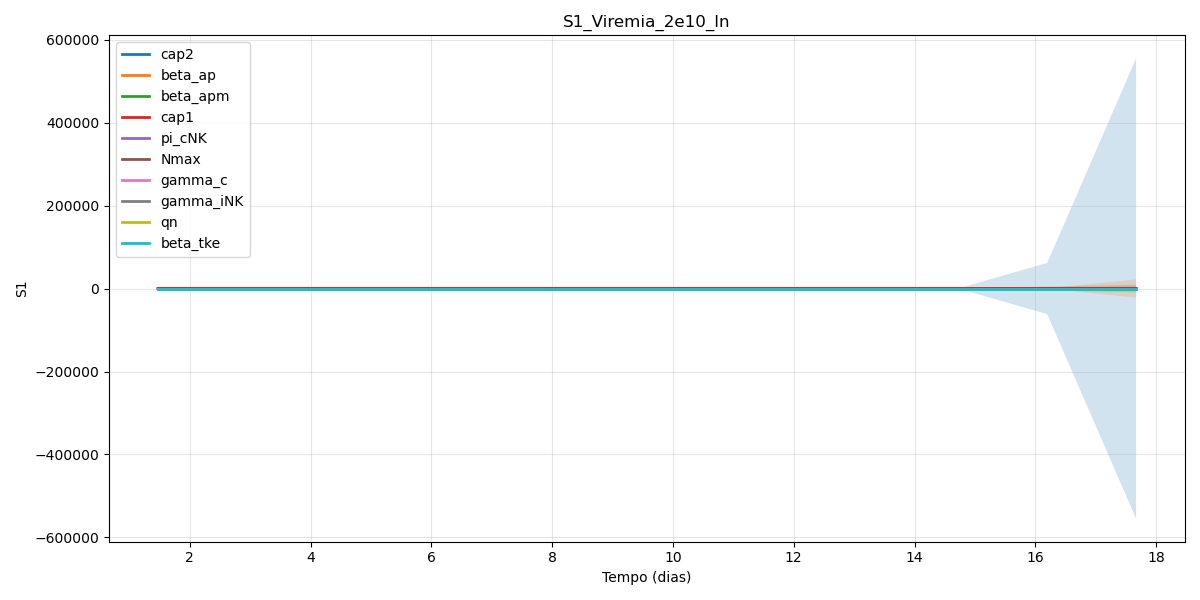 S1_Viremia_2e10_ln
600000
400000
200000
0
−200000
−400000
−600000
S1
cap2
beta_ap
beta_apm
cap1
pi_cNK
Nmax
gamma_c
gamma_iNK
qn
beta_tke
2 4 6 8 10 12 14 16 18
Tempo (dias)